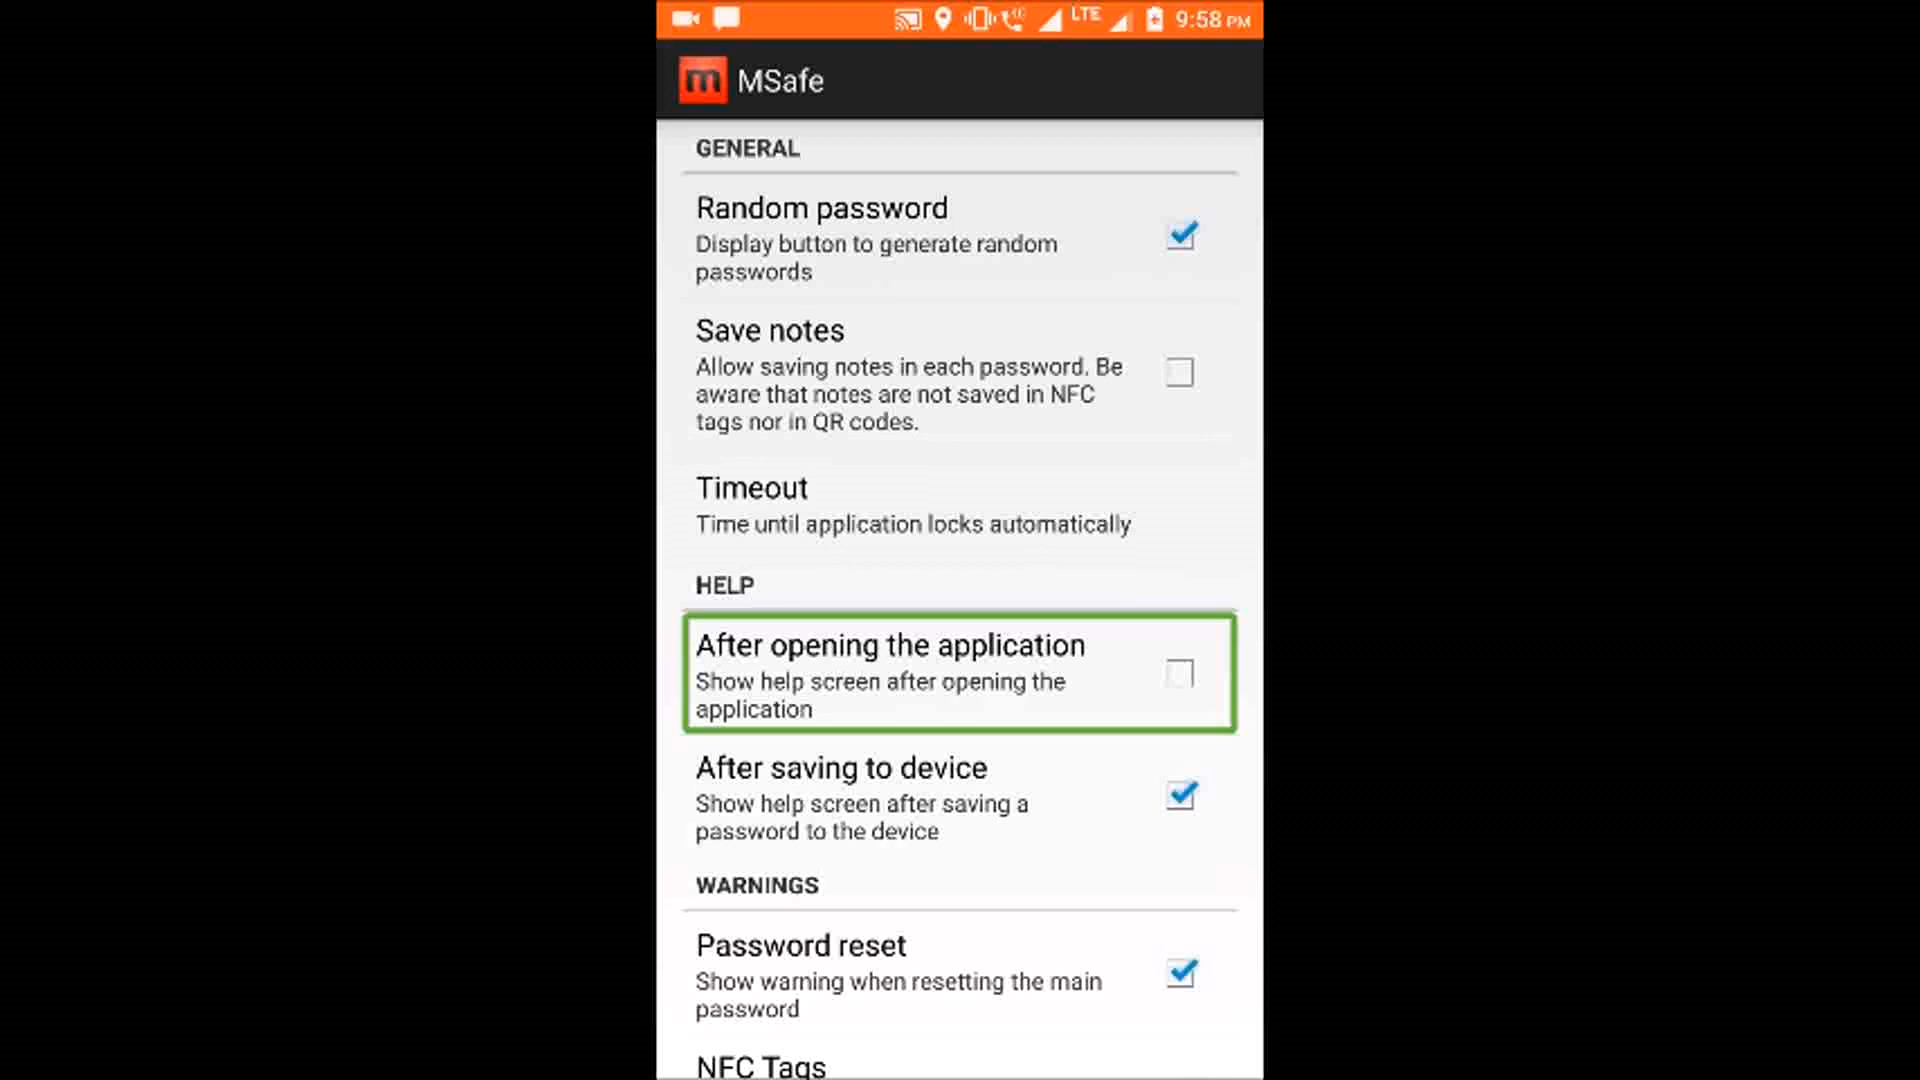 LTE 9:58 PM
m MSafe
GENERAL
Random password
Display button to generate random
passwords
Save notes
Allow saving notes in each password. Be
aware that notes are not saved in NFC
tags nor in QR codes.
Timeout
Time until application locks automatically
HELP
After opening the application
Show help screen after opening the
application
After saving to device
Show help screen after saving a
password to the device
WARNINGS
Password reset
Show warning when resetting the main
password
NFC Tags